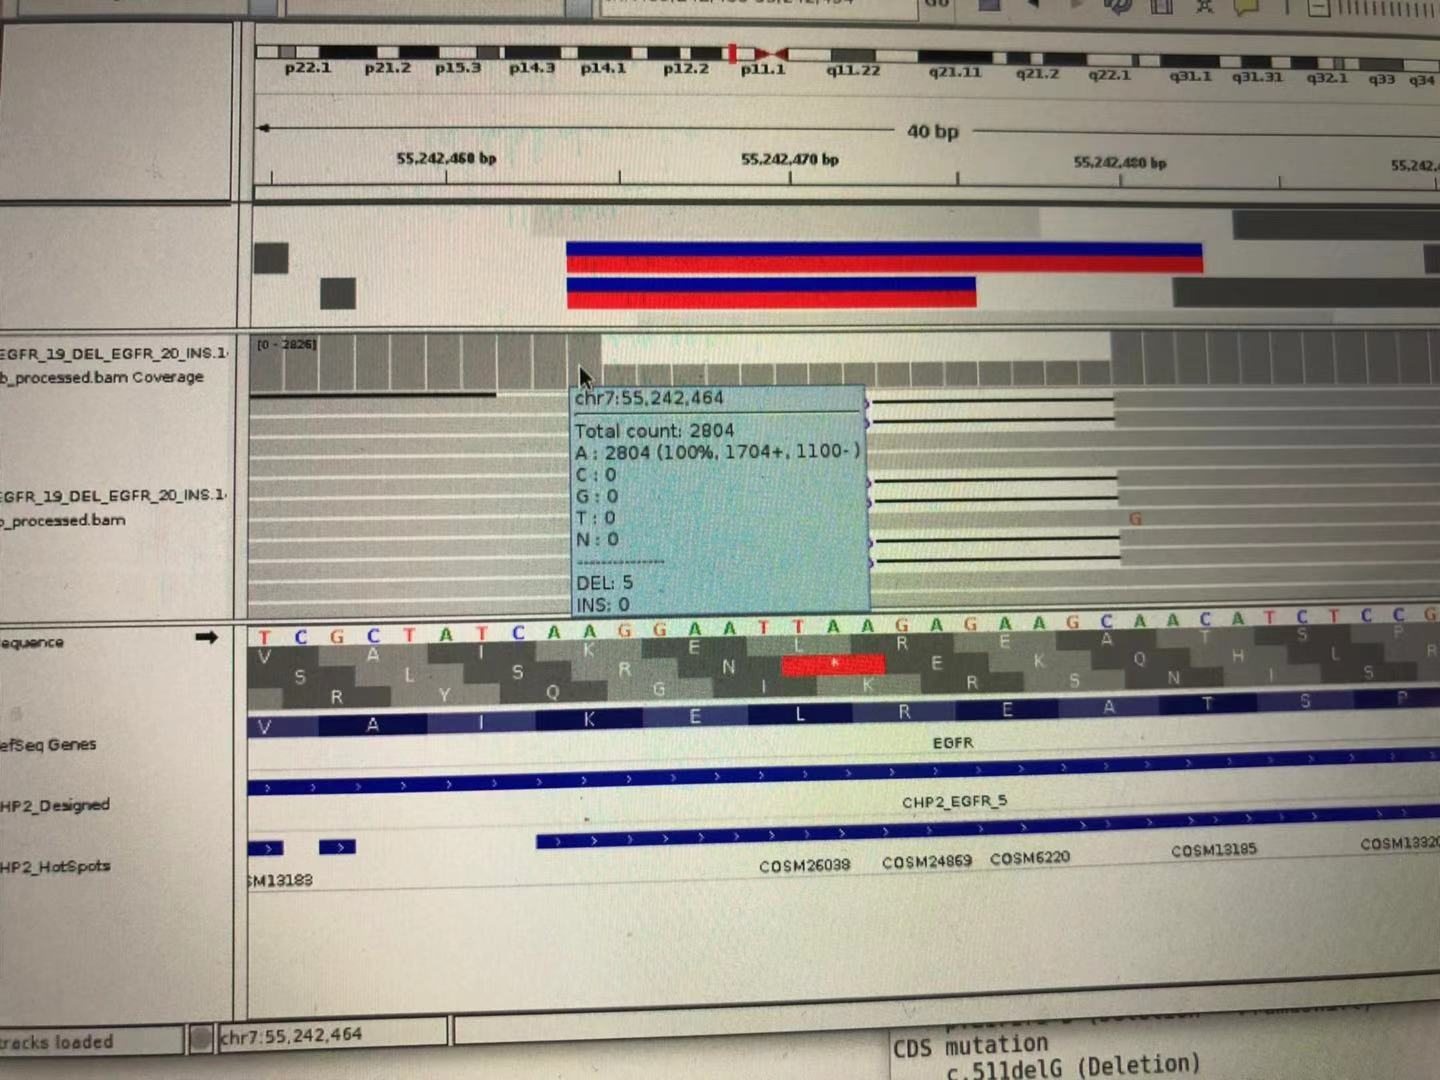 p22.1 p21.2 p15.3 p14.3 p14.1 p12.2 p11.1 q11.22 q21.11 q21.2 q22.1 q31.1 q31.31 q32.1 q33 q34
40 bp
55,242,460 bp 55,242,470 bp 55,242,480 bp 55,242,
EGFR_19_DEL_EGFR_20_INS.1
b_processed.bam Coverage
[0 - 2826]
chr7:55,242,464
Total count: 2804
A : 2804 (100%, 1704+, 1100- )
C : 0
G : 0
T : 0
N : 0
---------------
DEL: 5
INS: 0
EGFR_19_DEL_EGFR_20_INS.1
_processed.bam
G
equence
T C G C T A T C A A G G A A T T A A G A G A A G C A A C A T C T C C G
V A I K E L R E A T S P
S L S R N * E K Q H L R
R Y Q G I K R S N I S
V A I K E L R E A T S P
efSeq Genes
EGFR
HP2_Designed
CHP2_EGFR_5
HP2_HotSpots
SM13183 COSM26038 COSM24869 COSM6220 COSM13185 COSM1332
tracks loaded
chr7:55,242,464
CDS mutation
c.511delG (Deletion)